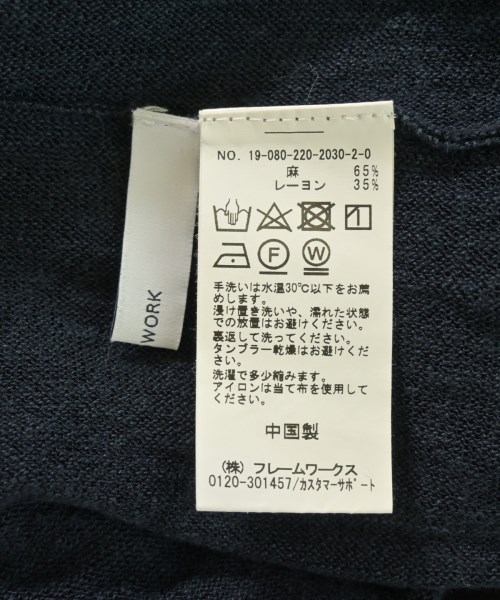 NO. 19-080-220-2030-2-0
麻 65%
レーヨン 35%
F W
手洗いは水温30℃以下をお薦
めします。
浸け置き洗いや、濡れた状態
での放置はお避けください。
裏返して洗ってください。
タンブラー乾燥はお避けください。
洗濯で多少縮みます。
アイロンは当て布を使用して
ください。
中国製
(株) フレームワークス
0120-301457/カスタマーサポート
WORK